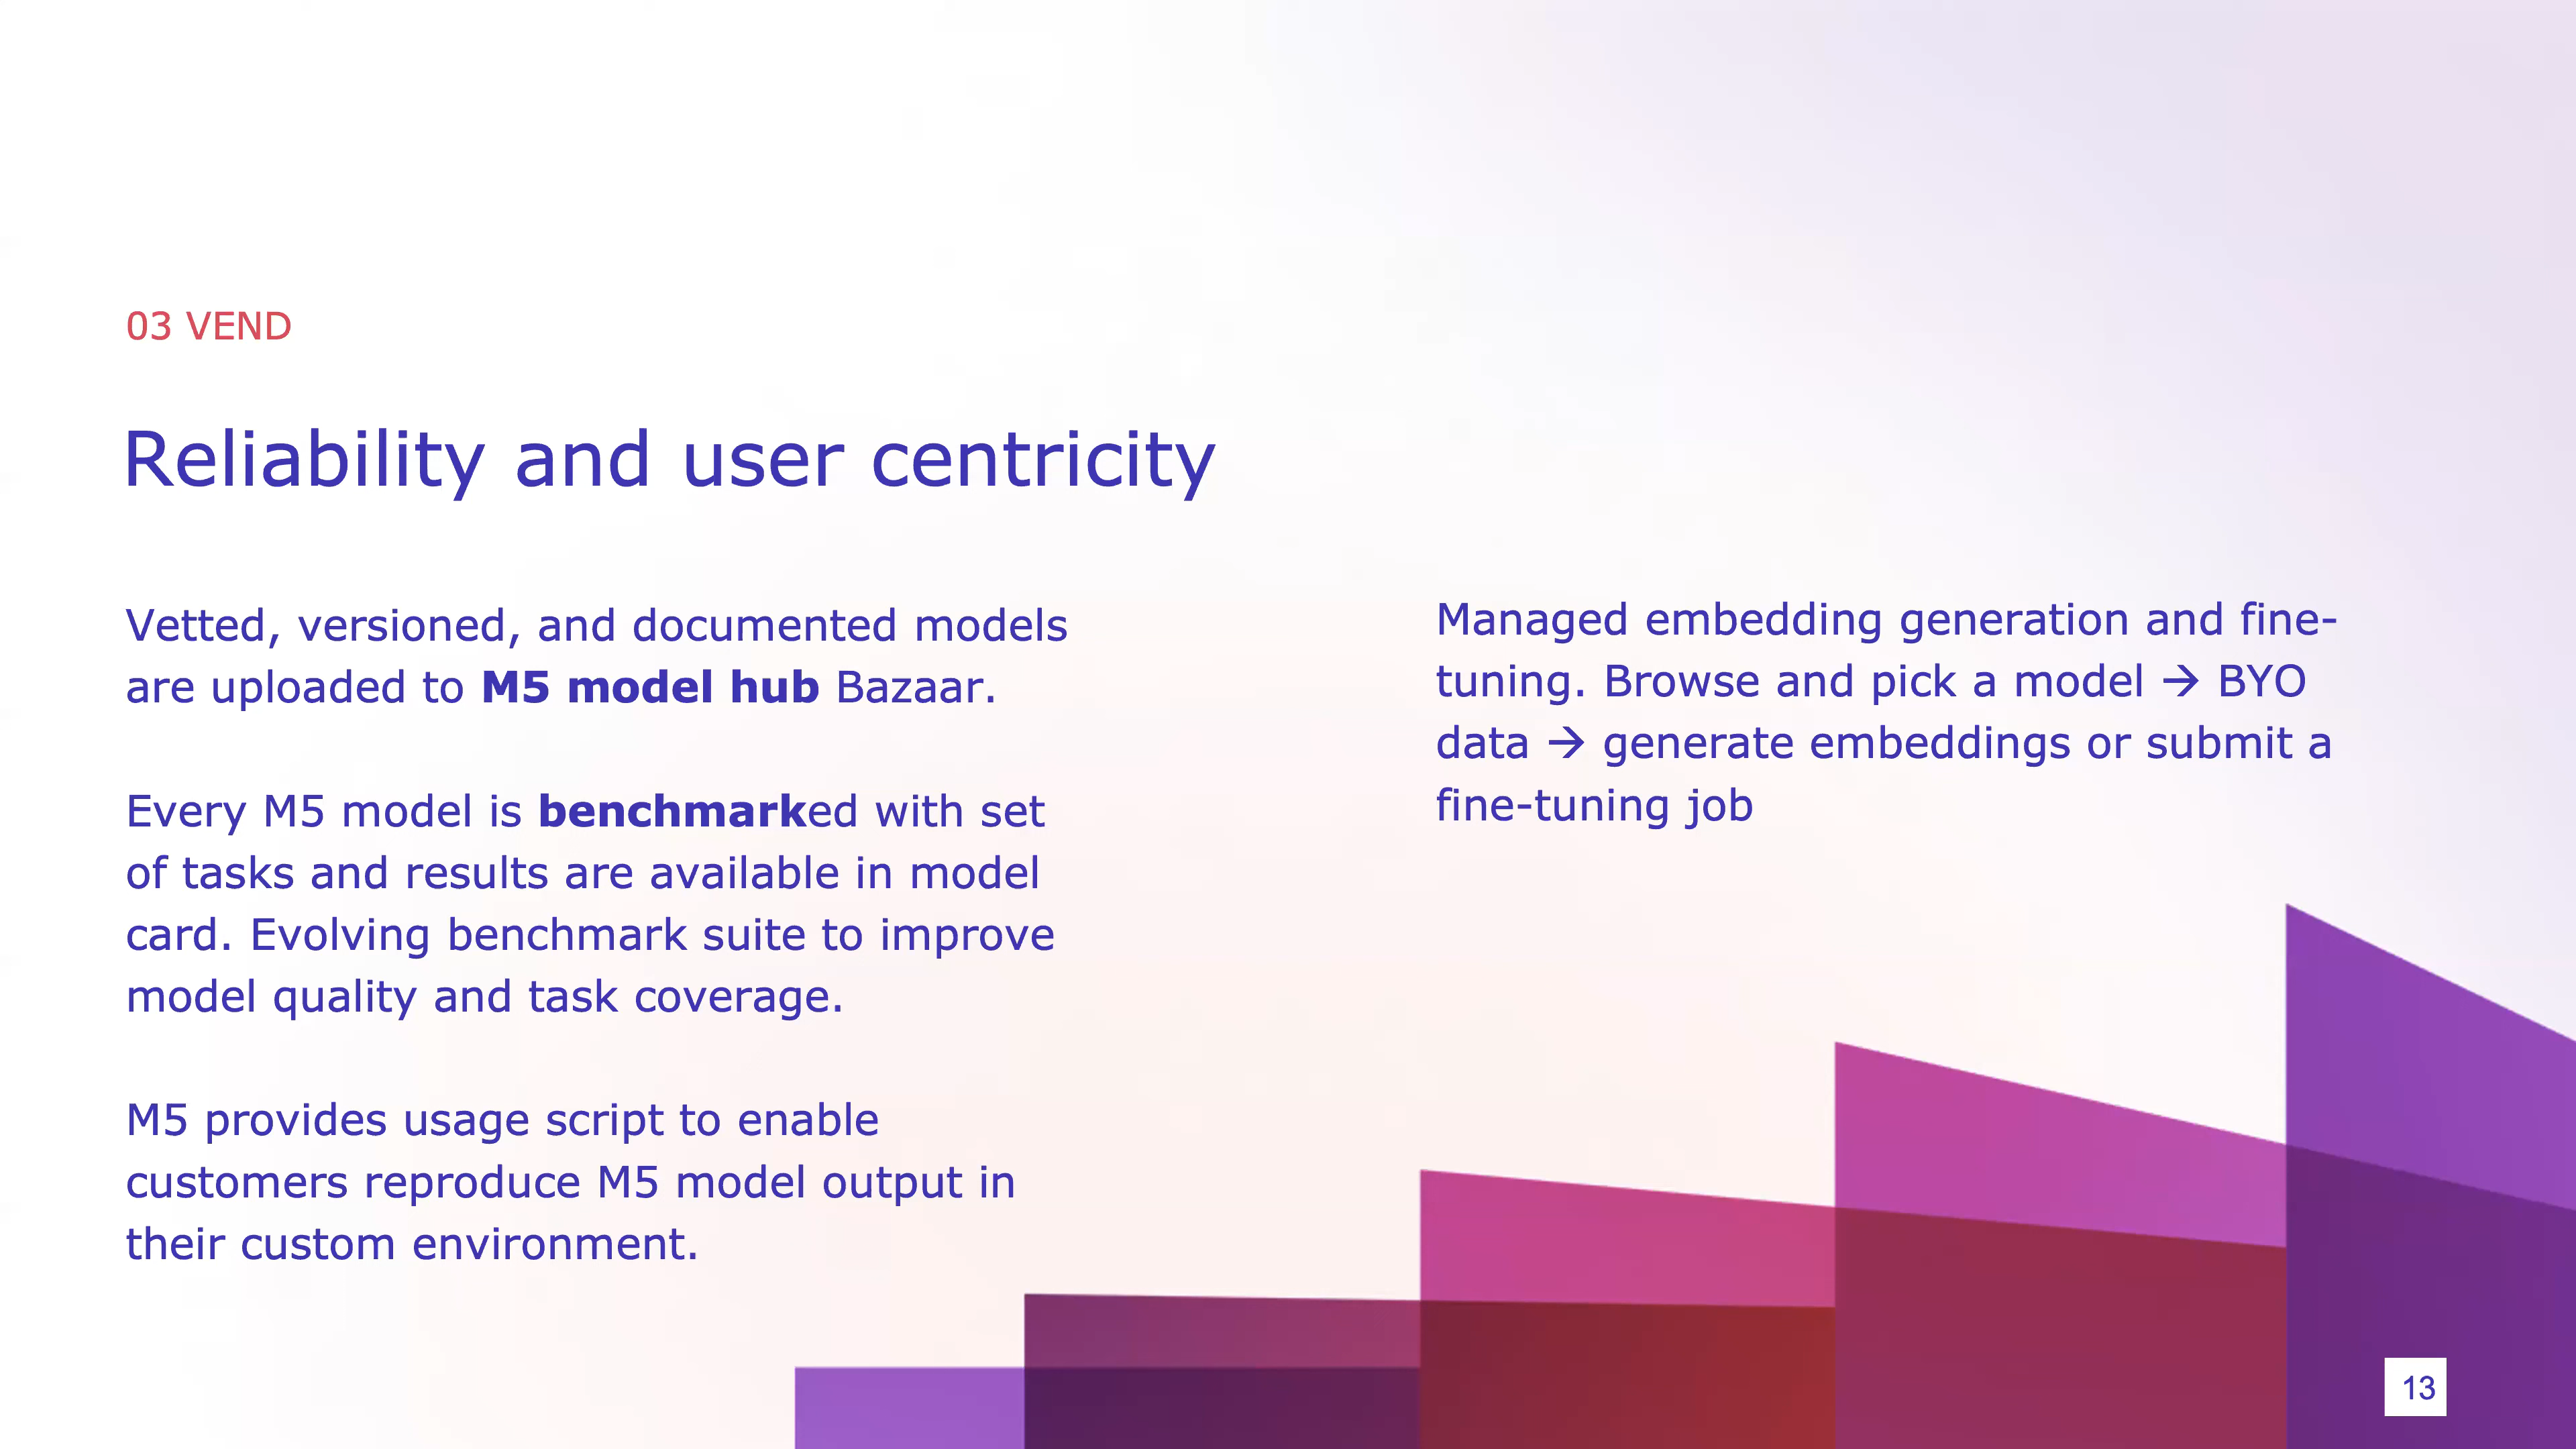 03 VEND
Reliability and user centricity
Vetted, versioned, and documented models
are uploaded to M5 model hub Bazaar.
Every M5 model is benchmarked with set
of tasks and results are available in model
card. Evolving benchmark suite to improve
model quality and task coverage.
M5 provides usage script to enable
customers reproduce M5 model output in
their custom environment.
Managed embedding generation and fine-
tuning. Browse and pick a model → BYO
data → generate embeddings or submit a
fine-tuning job
13